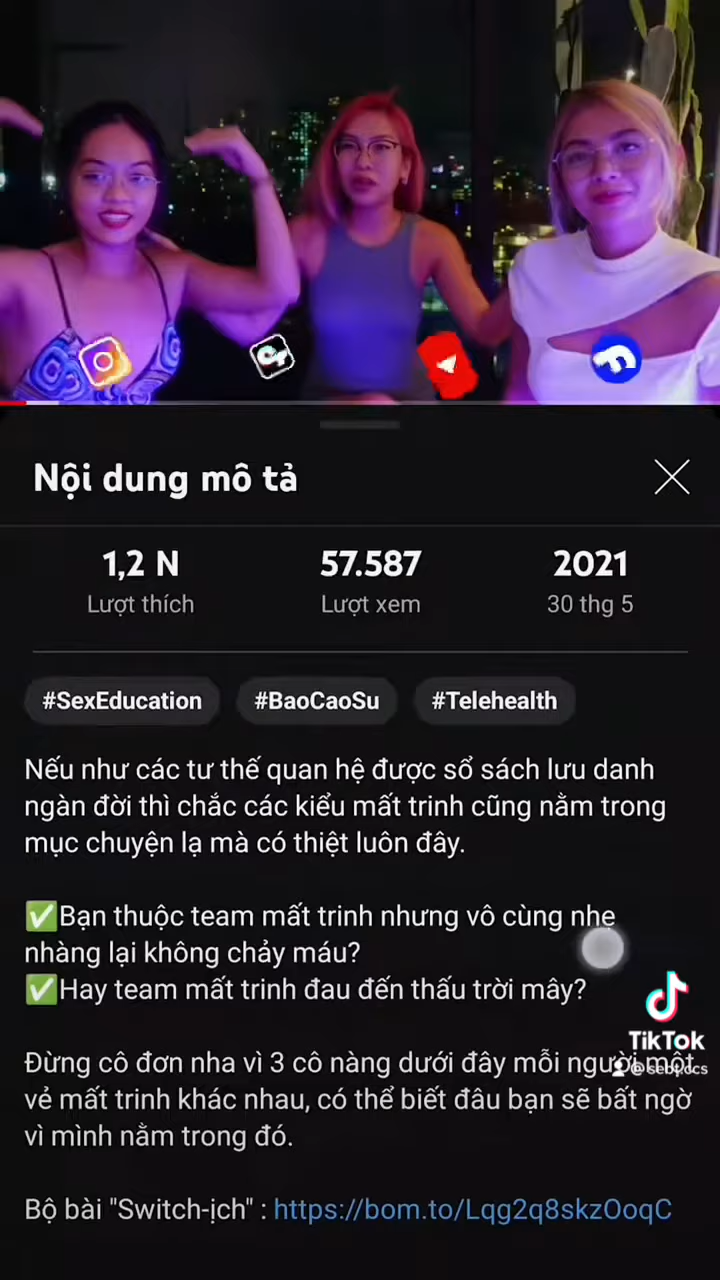 Nội dung mô tả
1,2 N 57.587 2021
Lượt thích Lượt xem 30 thg 5
#SexEducation #BaoCaoSu #Telehealth
Nếu như các tư thế quan hệ được sổ sách lưu danh
ngàn đời thì chắc các kiểu mất trinh cũng nằm trong
mục chuyện lạ mà có thiệt luôn đây.
✅Bạn thuộc team mất trinh nhưng vô cùng nhẹ
nhàng lại không chảy máu?
✅Hay team mất trinh đau đến thấu trời mây?
TikTok
Đừng cô đơn nha vì 3 cô nàng dưới đây mỗi người một
vẻ mất trinh khác nhau, có thể biết đâu bạn sẽ bất ngờ
vì mình nằm trong đó.
Bộ bài "Switch-ịch" : https://bom.to/Lqg2q8skzOoqC